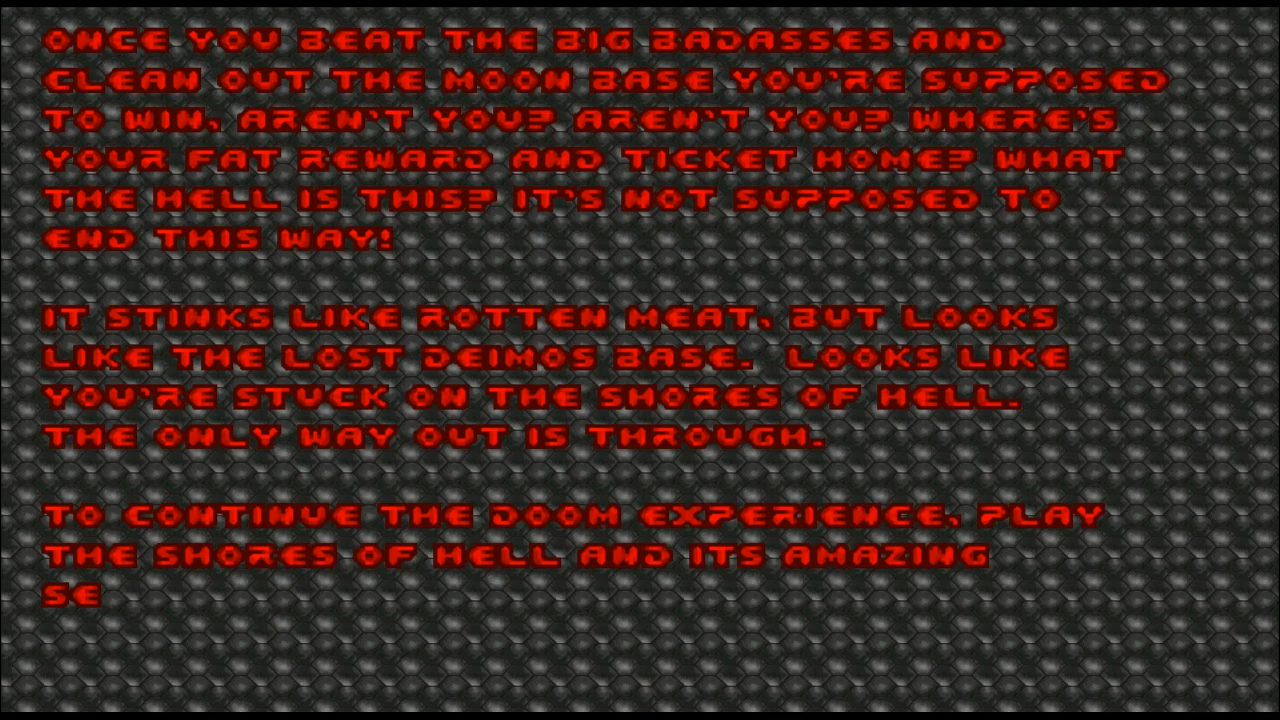 ONCE YOU BEAT THE BIG BADASSES AND
CLEAN OUT THE MOON BASE YOU'RE SUPPOSED
TO WIN, AREN'T YOU? AREN'T YOU? WHERE'S
YOUR FAT REWARD AND TICKET HOME? WHAT
THE HELL IS THIS? IT'S NOT SUPPOSED TO
END THIS WAY!
IT STINKS LIKE ROTTEN MEAT, BUT LOOKS
LIKE THE LOST DEIMOS BASE.  LOOKS LIKE
YOU'RE STUCK ON THE SHORES OF HELL.
THE ONLY WAY OUT IS THROUGH.
TO CONTINUE THE DOOM EXPERIENCE, PLAY
THE SHORES OF HELL AND ITS AMAZING
SE